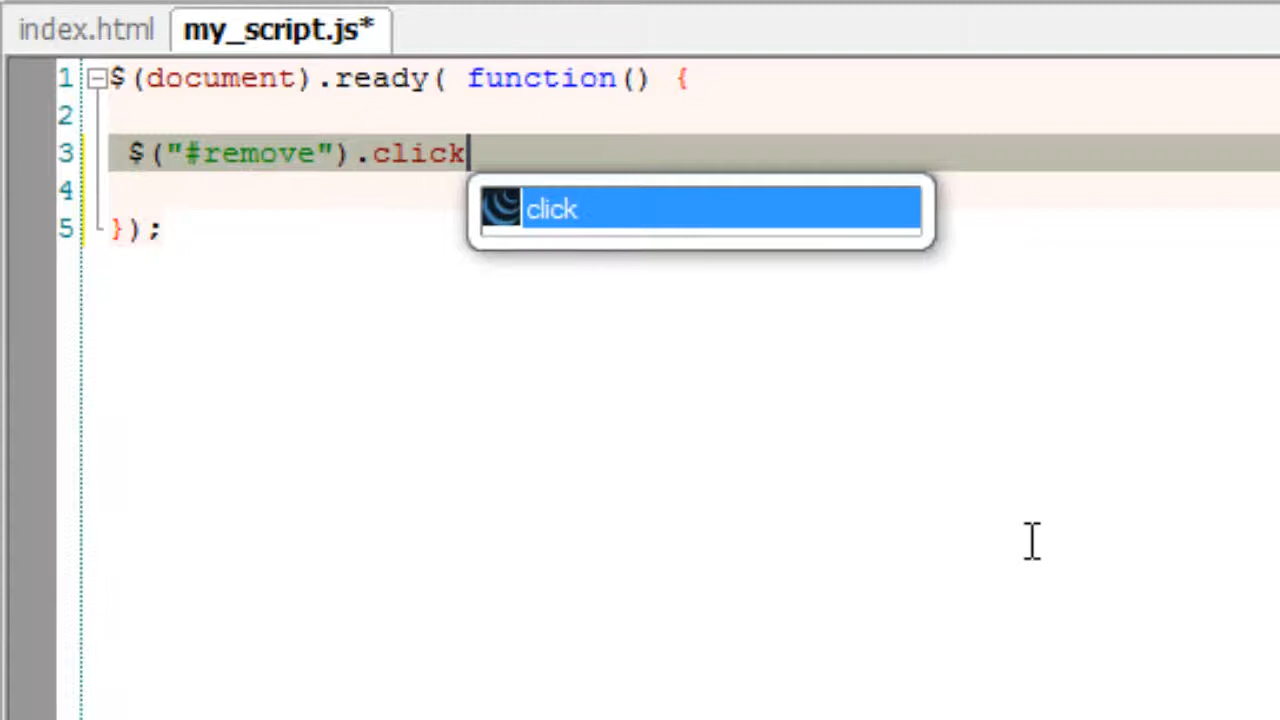 index.html my_script.js*
1 $(document).ready( function() {
2
3 $("#remove").click
click
4
5 });